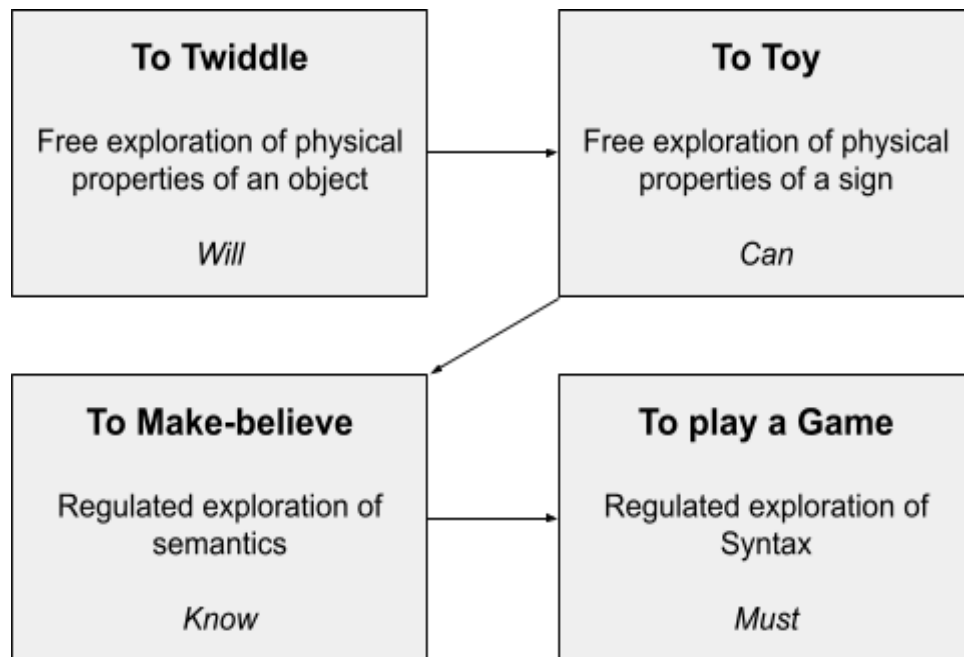 To Twiddle
Free exploration of physical
properties of an object
Will
To Toy
Free exploration of physical
properties of a sign
Can
To Make-believe
Regulated exploration of
semantics
Know
To play a Game
Regulated exploration of
Syntax
Must